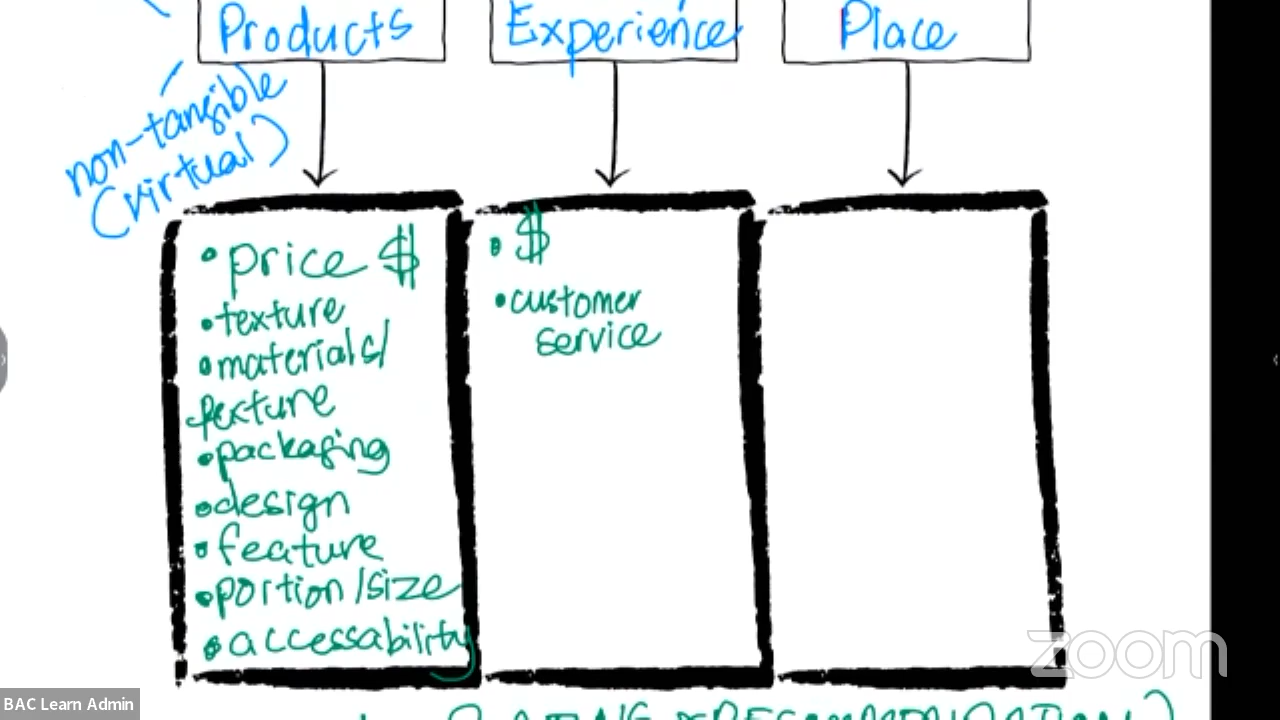 Products
Experience
Place
non-tangible
(virtual)
• price $
• texture
• materials/
texture
• packaging
• design
• feature
• portion/size
• accessability
• $
• customer
service
zoom
BAC Learn Admin